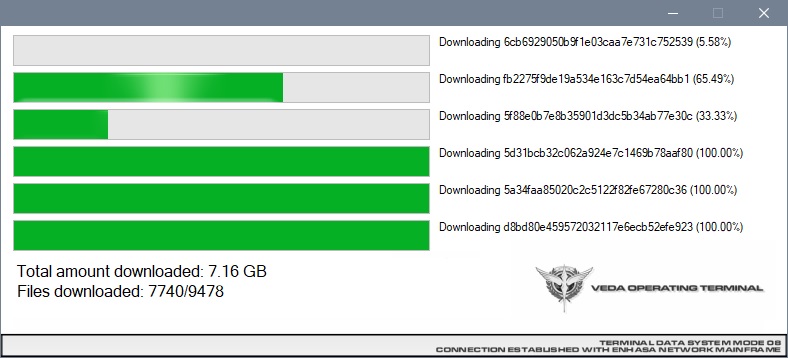 Downloading 6cb6929050b9f1e03caa7e731c752539 (5.58%)
Downloading fb2275f9de19a534e163c7d54ea64bb1 (65.49%)
Downloading 5f88e0b7e8b35901d3dc5b34ab77e30c (33.33%)
Downloading 5d31bcb32c062a924e7c1469b78aaf80 (100.00%)
Downloading 5a34faa85020c2c5122f82fe67280c36 (100.00%)
Downloading d8bd80e459572032117e6ecb52efe923 (100.00%)
Total amount downloaded: 7.16 GB
Files downloaded: 7740/9478
VEDA OPERATING TERMINAL
TERMINAL DATA SYSTEM MODE 08
CONNECTION ESTABLISHED WITH ENHASA NETWORK MAINFRAME